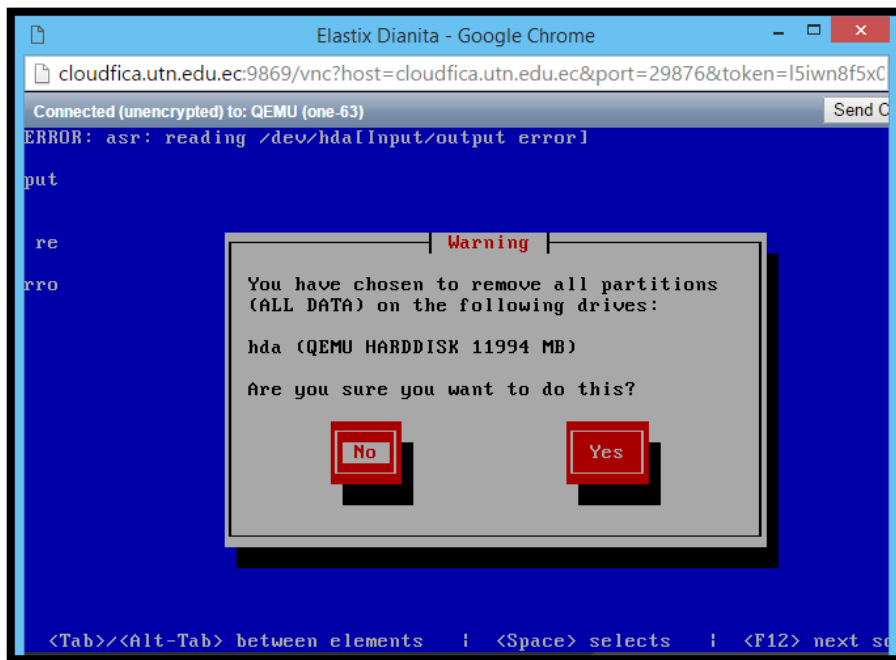 Elastix Dianita - Google Chrome
cloudfica.utn.edu.ec:9869/vnc?host=cloudfica.utn.edu.ec&port=29876&token=l5iwn8f5x0
Connected (unencrypted) to: QEMU (one-63)
Send C
ERROR: asr: reading /dev/hda[Input/output error]
put
re
rro
Warning
You have chosen to remove all partitions
(ALL DATA) on the following drives:
hda (QEMU HARDDISK 11994 MB)
Are you sure you want to do this?
No Yes
<Tab>/<Alt-Tab> between elements | <Space> selects | <F12> next sc